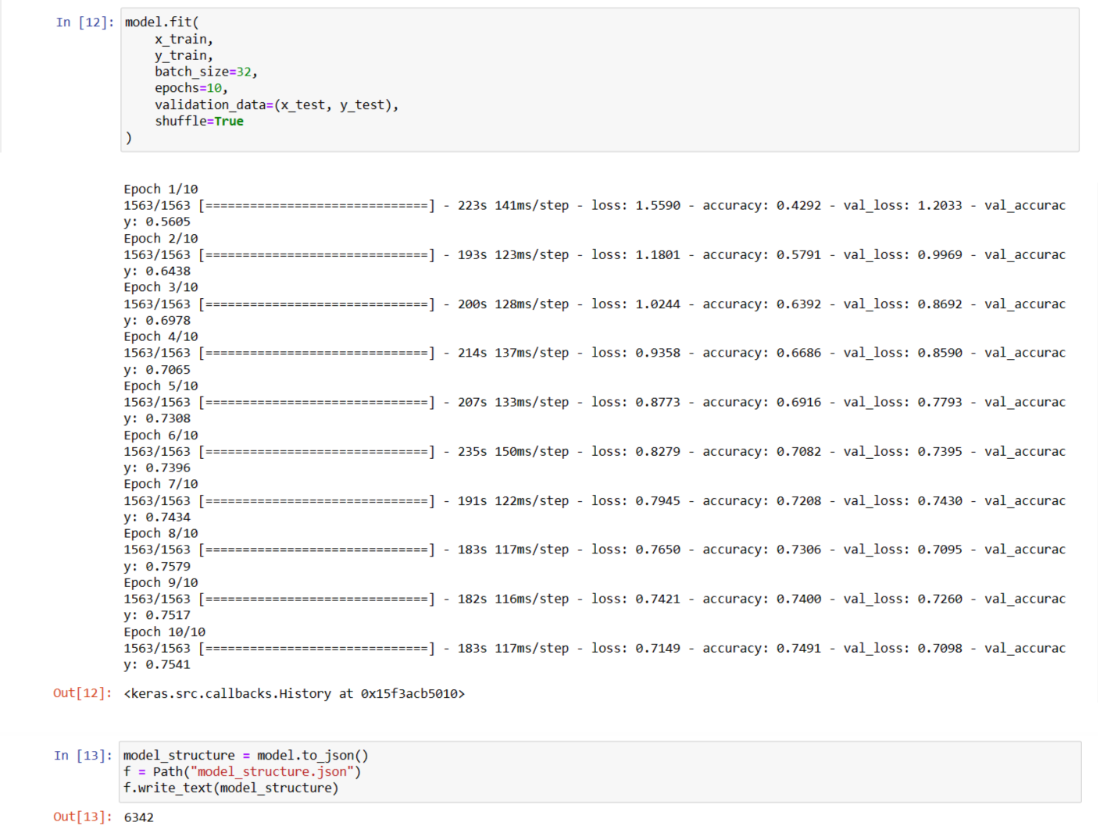 In [12]: model.fit(
    x_train,
    y_train,
    batch_size=32,
    epochs=10,
    validation_data=(x_test, y_test),
    shuffle=True
)
Epoch 1/10
1563/1563 [==============================] - 223s 141ms/step - loss: 1.5590 - accuracy: 0.4292 - val_loss: 1.2033 - val_accurac
y: 0.5605
Epoch 2/10
1563/1563 [==============================] - 193s 123ms/step - loss: 1.1801 - accuracy: 0.5791 - val_loss: 0.9969 - val_accurac
y: 0.6438
Epoch 3/10
1563/1563 [==============================] - 200s 128ms/step - loss: 1.0244 - accuracy: 0.6392 - val_loss: 0.8692 - val_accurac
y: 0.6978
Epoch 4/10
1563/1563 [==============================] - 214s 137ms/step - loss: 0.9358 - accuracy: 0.6686 - val_loss: 0.8590 - val_accurac
y: 0.7065
Epoch 5/10
1563/1563 [==============================] - 207s 133ms/step - loss: 0.8773 - accuracy: 0.6916 - val_loss: 0.7793 - val_accurac
y: 0.7308
Epoch 6/10
1563/1563 [==============================] - 235s 150ms/step - loss: 0.8279 - accuracy: 0.7082 - val_loss: 0.7395 - val_accurac
y: 0.7396
Epoch 7/10
1563/1563 [==============================] - 191s 122ms/step - loss: 0.7945 - accuracy: 0.7208 - val_loss: 0.7430 - val_accurac
y: 0.7434
Epoch 8/10
1563/1563 [==============================] - 183s 117ms/step - loss: 0.7650 - accuracy: 0.7306 - val_loss: 0.7095 - val_accurac
y: 0.7579
Epoch 9/10
1563/1563 [==============================] - 182s 116ms/step - loss: 0.7421 - accuracy: 0.7400 - val_loss: 0.7260 - val_accurac
y: 0.7517
Epoch 10/10
1563/1563 [==============================] - 183s 117ms/step - loss: 0.7149 - accuracy: 0.7491 - val_loss: 0.7098 - val_accurac
y: 0.7541
Out[12]: <keras.src.callbacks.History at 0x15f3acb5010>
In [13]: model_structure = model.to_json()
f = Path("model_structure.json")
f.write_text(model_structure)
Out[13]: 6342